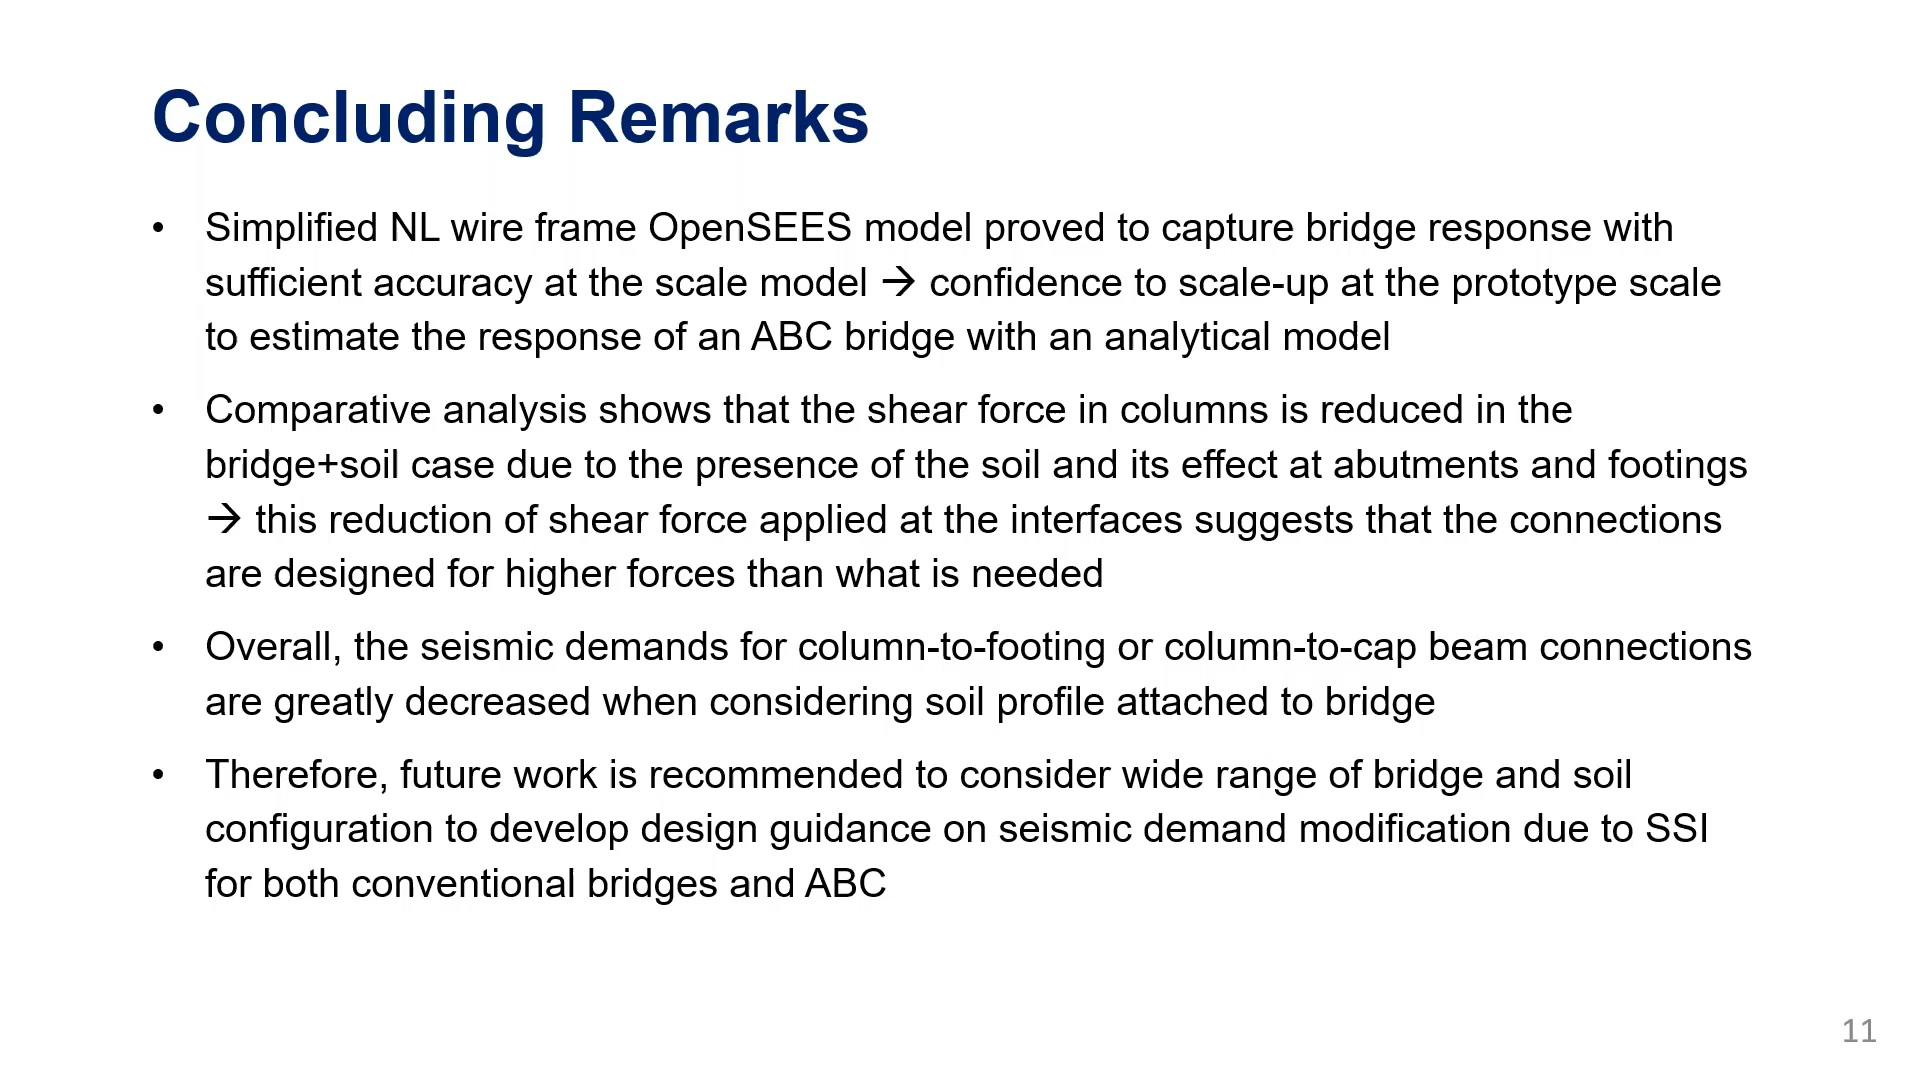 Concluding Remarks
• Simplified NL wire frame OpenSEES model proved to capture bridge response with
sufficient accuracy at the scale model → confidence to scale-up at the prototype scale
to estimate the response of an ABC bridge with an analytical model
• Comparative analysis shows that the shear force in columns is reduced in the
bridge+soil case due to the presence of the soil and its effect at abutments and footings
→ this reduction of shear force applied at the interfaces suggests that the connections
are designed for higher forces than what is needed
• Overall, the seismic demands for column-to-footing or column-to-cap beam connections
are greatly decreased when considering soil profile attached to bridge
• Therefore, future work is recommended to consider wide range of bridge and soil
configuration to develop design guidance on seismic demand modification due to SSI
for both conventional bridges and ABC
11